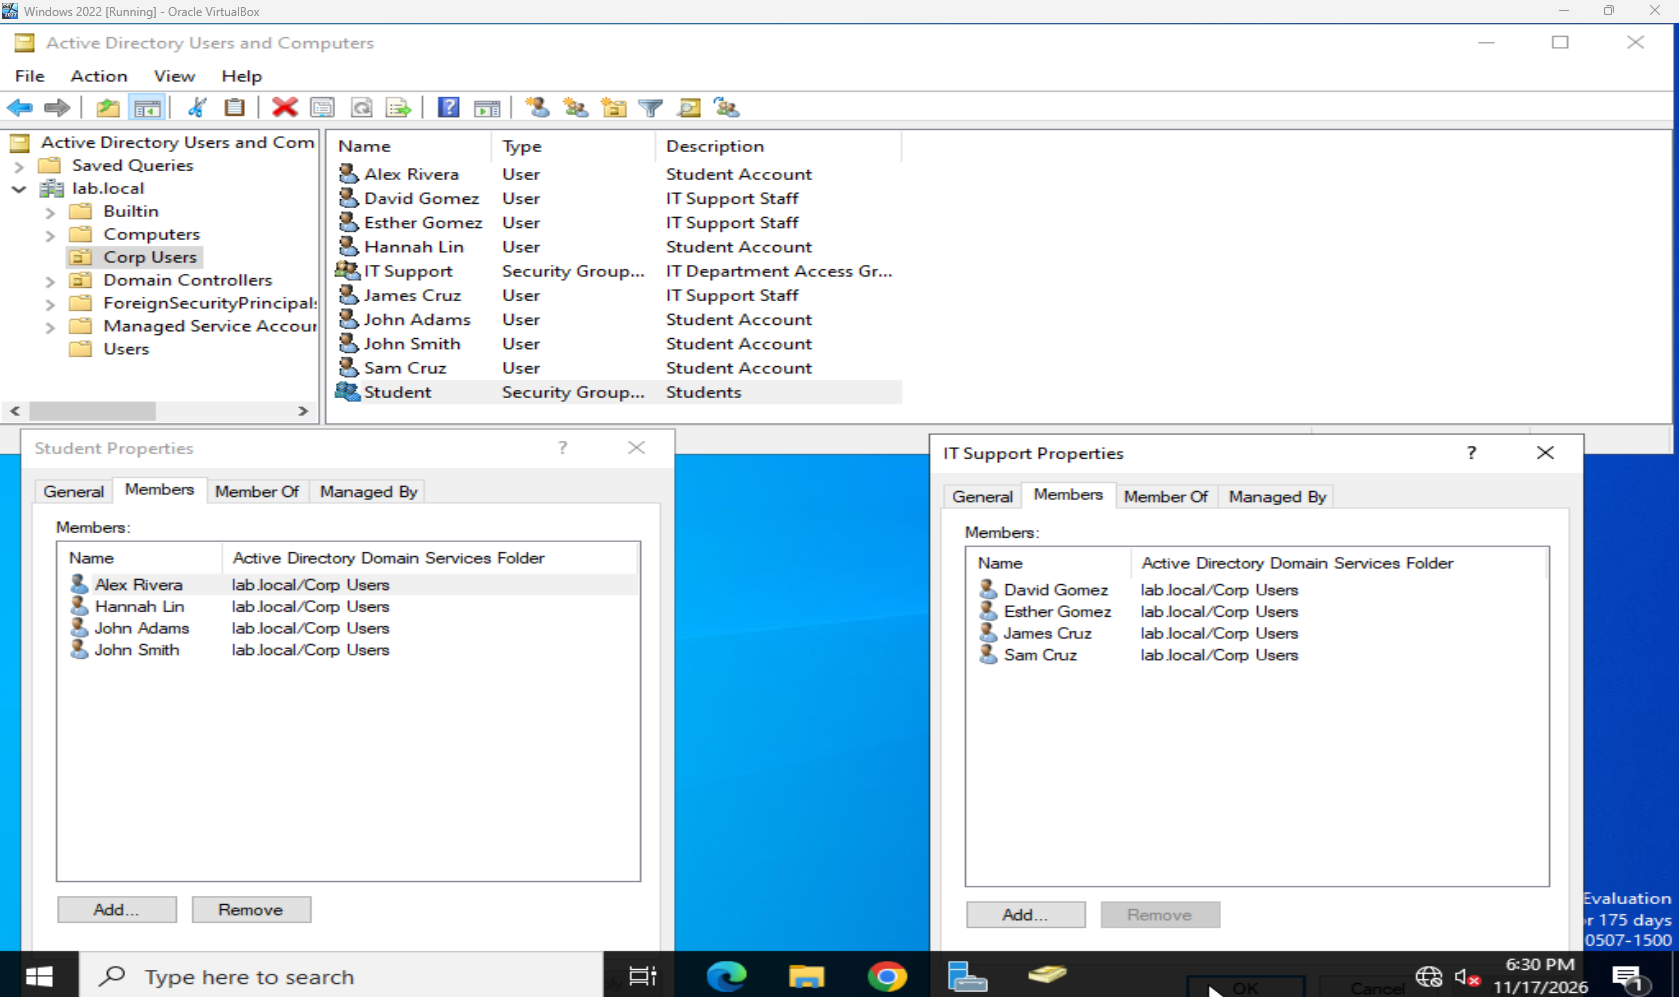 Windows 2022 [Running] - Oracle VirtualBox
Active Directory Users and Computers
File Action View Help
Active Directory Users and Com
Saved Queries
lab.local
Builtin
Computers
Corp Users
Domain Controllers
ForeignSecurityPrincipals
Managed Service Accour
Users
Name Type Description
Alex Rivera User Student Account
David Gomez User IT Support Staff
Esther Gomez User IT Support Staff
Hannah Lin User Student Account
IT Support Security Group... IT Department Access Gr...
James Cruz User IT Support Staff
John Adams User Student Account
John Smith User Student Account
Sam Cruz User Student Account
Student Security Group... Students
Student Properties
General Members Member Of Managed By
Members:
Name Active Directory Domain Services Folder
Alex Rivera lab.local/Corp Users
Hannah Lin lab.local/Corp Users
John Adams lab.local/Corp Users
John Smith lab.local/Corp Users
Add... Remove
IT Support Properties
General Members Member Of Managed By
Members:
Name Active Directory Domain Services Folder
David Gomez lab.local/Corp Users
Esther Gomez lab.local/Corp Users
James Cruz lab.local/Corp Users
Sam Cruz lab.local/Corp Users
Add... Remove
OK Cancel
Evaluation
r 175 days
0507-1500
Type here to search
6:30 PM
11/17/2026
1